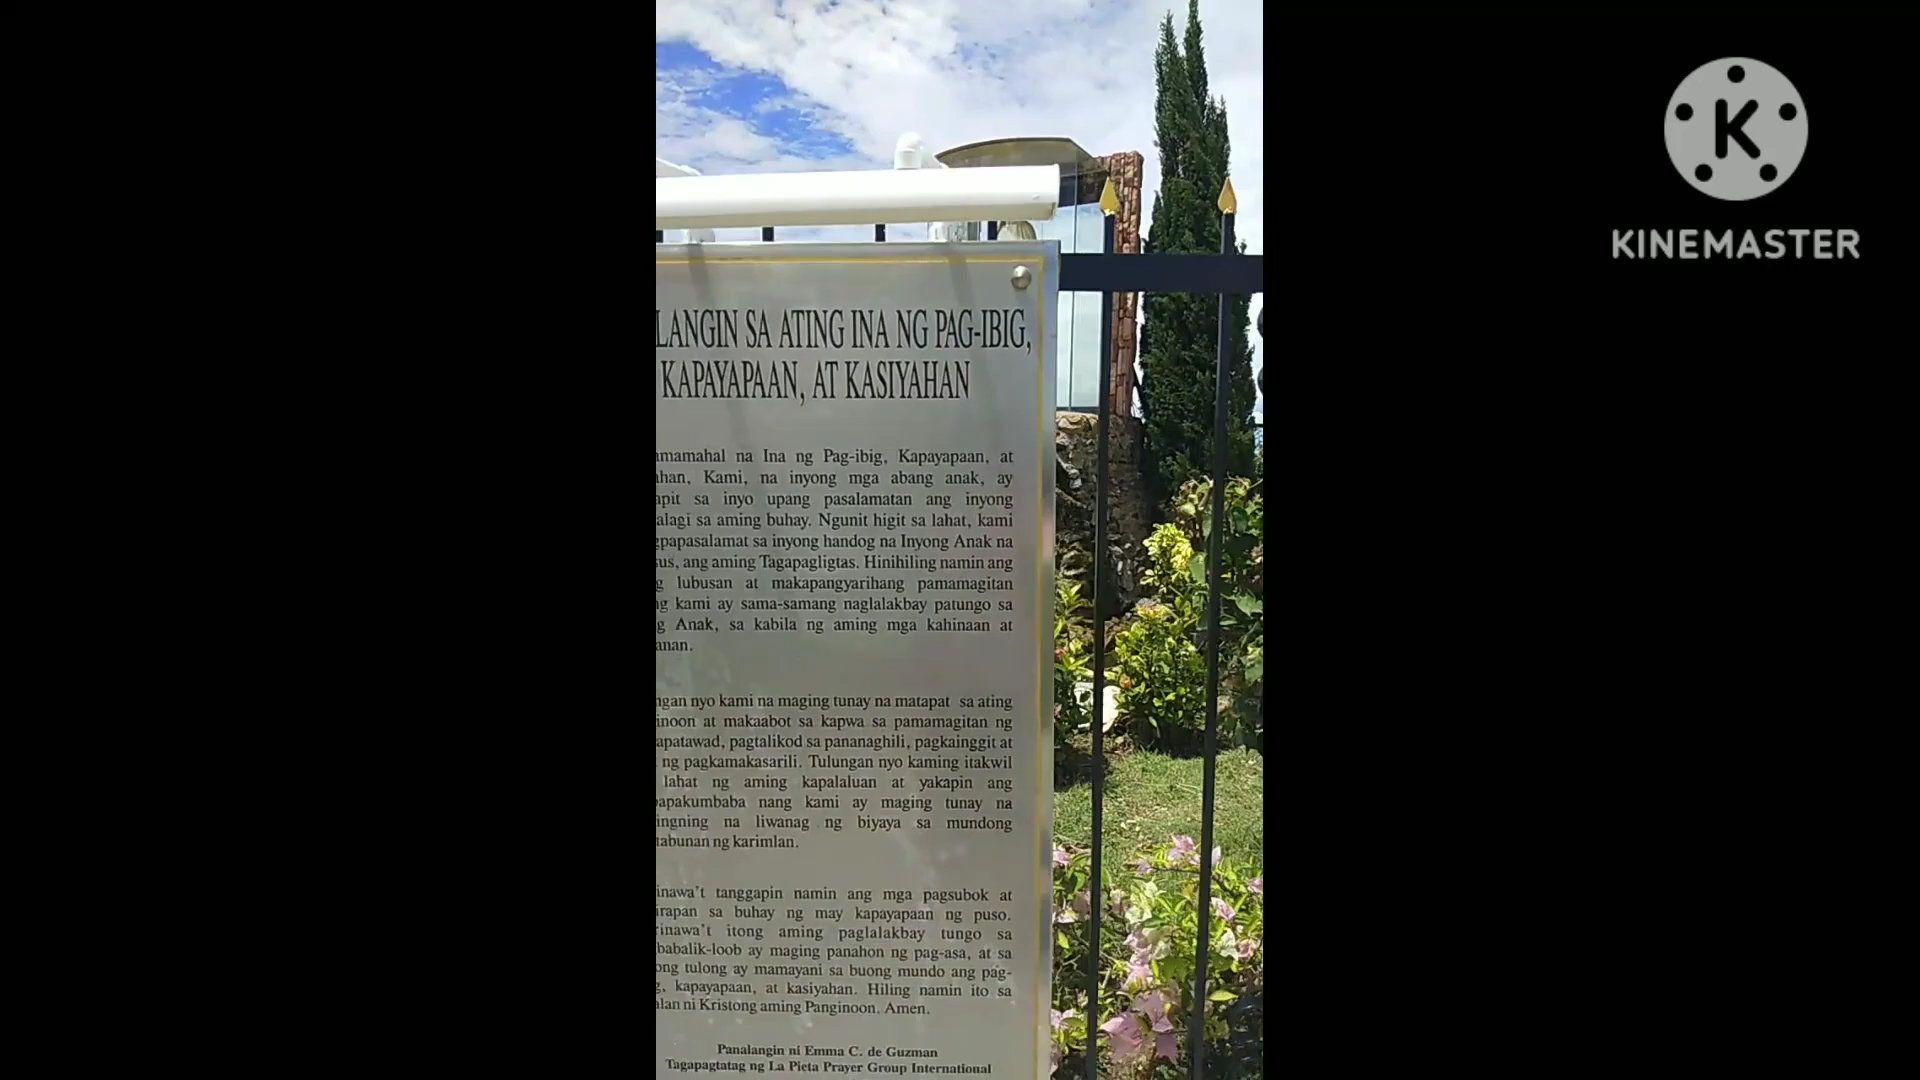 LANGIN SA ATING INA NG PAG-IBIG,
KAPAYAPAAN, AT KASIYAHAN
mamahal na Ina ng Pag-ibig, Kapayapaan, at
han, Kami, na inyong mga abang anak, ay
apit sa inyo upang pasalamatan ang inyong
alagi sa aming buhay. Ngunit higit sa lahat, kami
gpapasalamat sa inyong handog na Inyong Anak na
sus, ang aming Tagapagligtas. Hinihiling namin ang
g lubusan at makapangyarihang pamamagitan
ng kami ay sama-samang naglalakbay patungo sa
g Anak, sa kabila ng aming mga kahinaan at
anan.
ngan nyo kami na maging tunay na matapat sa ating
inoon at makaabot sa kapwa sa pamamagitan ng
apatawad, pagtalikod sa pananaghili, pagkainggit at
ng pagkamakasarili. Tulungan nyo kaming itakwil
lahat ng aming kapalaluan at yakapin ang
apakumbaba nang kami ay maging tunay na
ingning na liwanag ng biyaya sa mundong
tabunan ng karimlan.
inawa't tanggapin namin ang mga pagsubok at
irapan sa buhay ng may kapayapaan ng puso.
inawa't itong aming paglalakbay tungo sa
babalik-loob ay maging panahon ng pag-asa, at sa
ong tulong ay mamayani sa buong mundo ang pag-
g, kapayapaan, at kasiyahan. Hiling namin ito sa
alan ni Kristong aming Panginoon. Amen.
Panalangin ni Emma C. de Guzman
Tagapagtatag ng La Pieta Prayer Group International
K
KINEMASTER